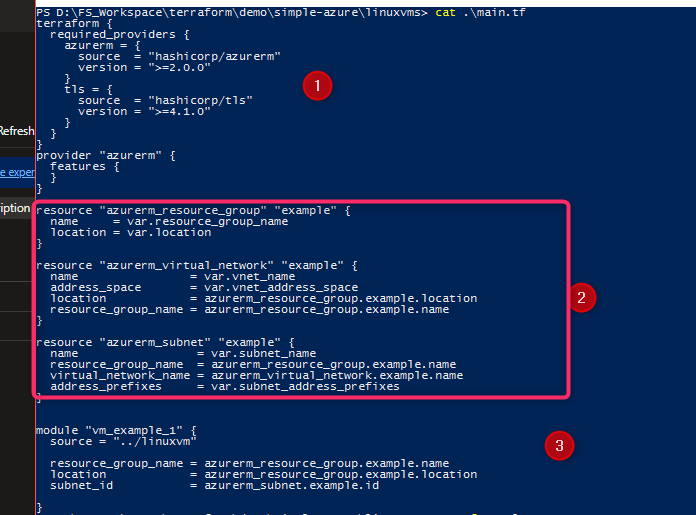 PS D:\FS_Workspace\terraform\demo\simple-azure\linuxvms> cat .\main.tf
terraform {
  required_providers {
    azurerm = {
      source  = "hashicorp/azurerm"
      version = ">=2.0.0"
    }
    tls = {
      source  = "hashicorp/tls"
      version = ">=4.1.0"
    }
  }
}
provider "azurerm" {
  features {
  }
}
1
Refresh
e exper
iption
resource "azurerm_resource_group" "example" {
  name     = var.resource_group_name
  location = var.location
}
resource "azurerm_virtual_network" "example" {
  name                = var.vnet_name
  address_space       = var.vnet_address_space
  location            = azurerm_resource_group.example.location
  resource_group_name = azurerm_resource_group.example.name
}
2
resource "azurerm_subnet" "example" {
  name                 = var.subnet_name
  resource_group_name  = azurerm_resource_group.example.name
  virtual_network_name = azurerm_virtual_network.example.name
  address_prefixes     = var.subnet_address_prefixes
}
module "vm_example_1" {
  source = "../linuxvm"
3
  resource_group_name = azurerm_resource_group.example.name
  location            = azurerm_resource_group.example.location
  subnet_id           = azurerm_subnet.example.id
}